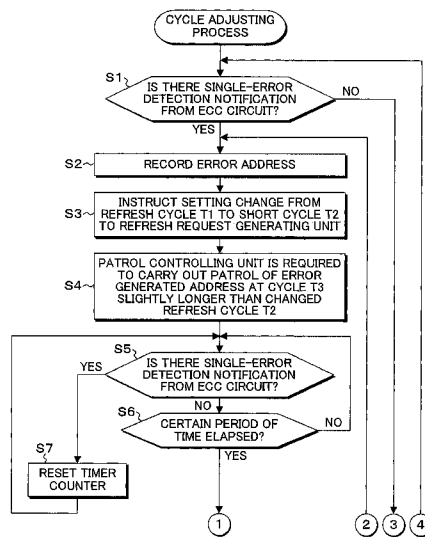 CYCLE ADJUSTING
PROCESS
S1
IS THERE SINGLE-ERROR
DETECTION NOTIFICATION
FROM ECC CIRCUIT?
NO
YES
S2
RECORD ERROR ADDRESS
S3
INSTRUCT SETTING CHANGE FROM
REFRESH CYCLE T1 TO SHORT CYCLE T2
TO REFRESH REQUEST GENERATING UNIT
S4
PATROL CONTROLLING UNIT IS REQUIRED
TO CARRY OUT PATROL OF ERROR
GENERATED ADDRESS AT CYCLE T3
SLIGHTLY LONGER THAN CHANGED
REFRESH CYCLE T2
S5
YES
IS THERE SINGLE-ERROR
DETECTION NOTIFICATION
FROM ECC CIRCUIT?
NO
S6
CERTAIN PERIOD OF
TIME ELAPSED?
NO
YES
S7
RESET TIMER
COUNTER
1
2
3
4